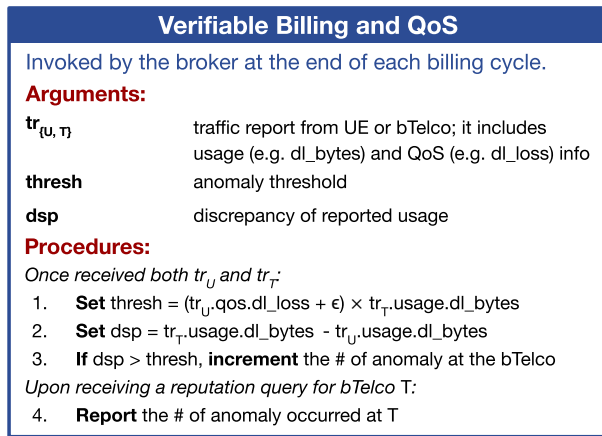 Verifiable Billing and QoS
Invoked by the broker at the end of each billing cycle.
Arguments:
tr{U, T} traffic report from UE or bTelco; it includes
usage (e.g. dl_bytes) and QoS (e.g. dl_loss) info
thresh anomaly threshold
dsp discrepancy of reported usage
Procedures:
Once received both trU and trT:
1. Set thresh = (trU.qos.dl_loss + ϵ) × trT.usage.dl_bytes
2. Set dsp = trT.usage.dl_bytes - trU.usage.dl_bytes
3. If dsp > thresh, increment the # of anomaly at the bTelco
Upon receiving a reputation query for bTelco T:
4. Report the # of anomaly occurred at T